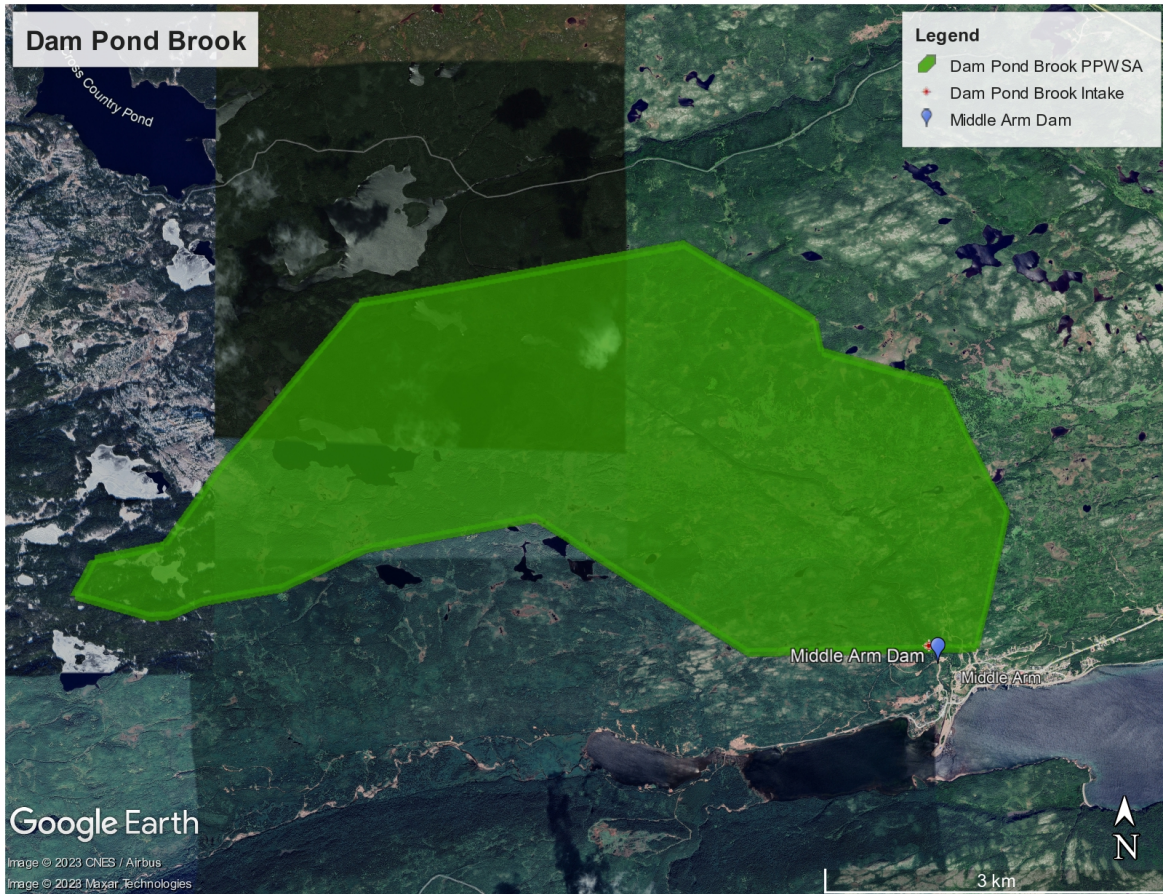 Dam Pond Brook
Cross Country Pond
Legend
Dam Pond Brook PPWSA
Dam Pond Brook Intake
Middle Arm Dam
Middle Arm Dam
Middle Arm
Google Earth
Image © 2023 CNES / Airbus
Image © 2023 Maxar Technologies
N
3 km